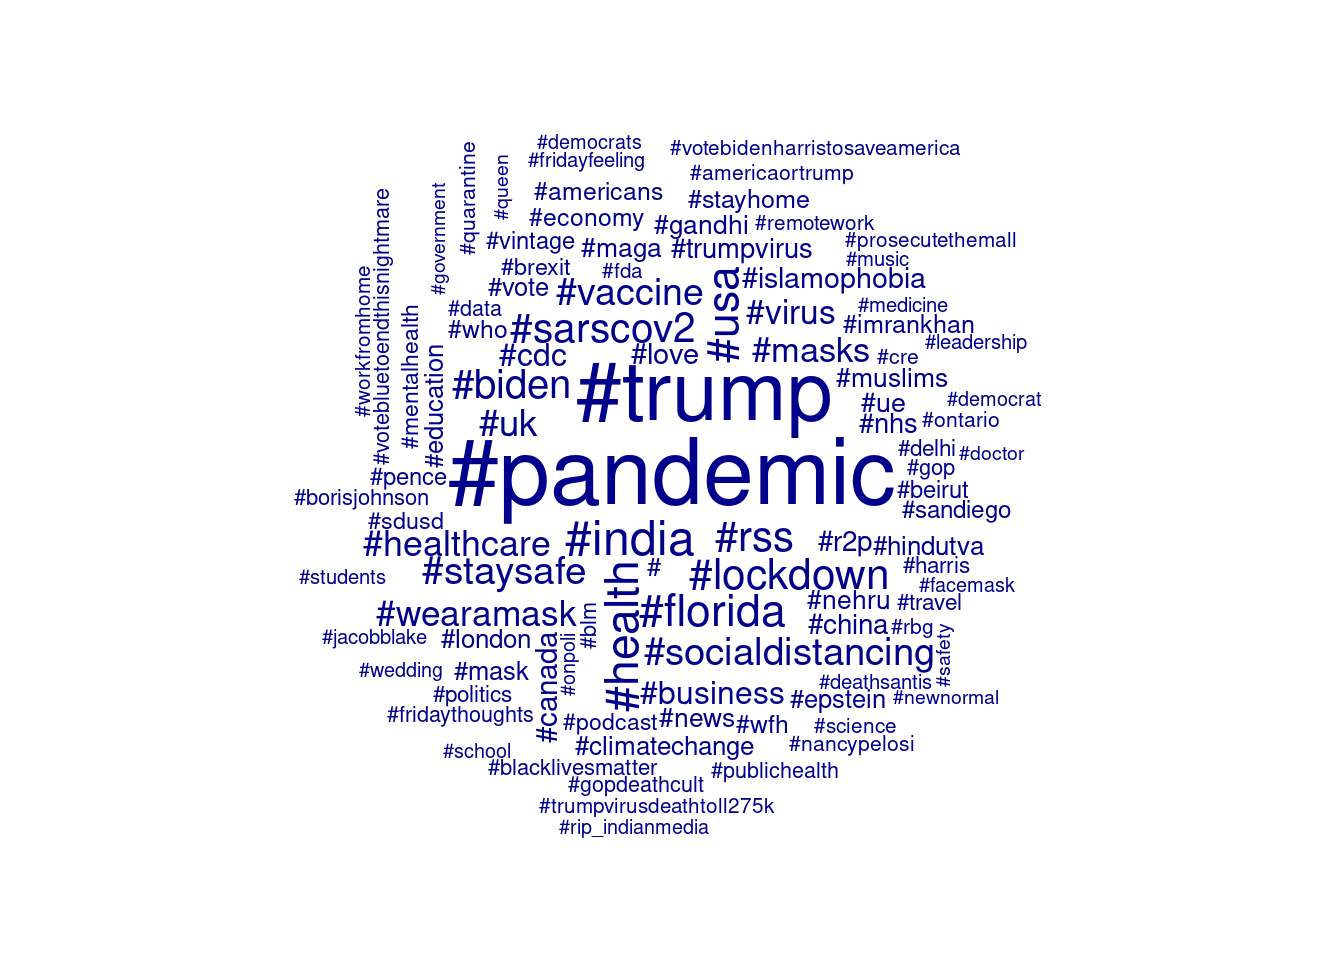 #democrats
#fridayfeeling
#votebidenharristosaveamerica
#americaortrump
#quarantine
#queen
#americans
#stayhome
#government
#votebluetoendthisnightmare
#economy
#gandhi
#remotework
#vintage
#maga
#trumpvirus
#prosecutethemall
#music
#brexit
#fda
#usa
#islamophobia
#workfromhome
#vote
#vaccine
#medicine
#data
#virus
#imrankhan
#who
#sarscov2
#mentalhealth
#education
#cdc
#love
#masks
#cre
#leadership
#biden
#trump
#muslims
#ue
#democrat
#uk
#nhs
#ontario
#delhi
#doctor
#pence
#pandemic
#gop
#borisjohnson
#beirut
#sandiego
#sdusd
#healthcare
#india
#rss
#r2p
#hindutva
#students
#staysafe
#
#lockdown
#harris
#facemask
#health
#wearamask
#blm
#florida
#nehru
#travel
#jacobblake
#london
#china
#rbg
#safety
#canada
#onpoli
#socialdistancing
#wedding
#mask
#deathsantis
#politics
#business
#epstein
#newnormal
#fridaythoughts
#podcast
#news
#wfh
#science
#school
#climatechange
#nancypelosi
#blacklivesmatter
#publichealth
#gopdeathcult
#trumpvirusdeathtoll275k
#rip_indianmedia